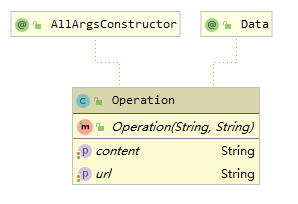 @ AllArgsConstructor
@ Data
c Operation
m Operation(String, String)
p content String
p url String